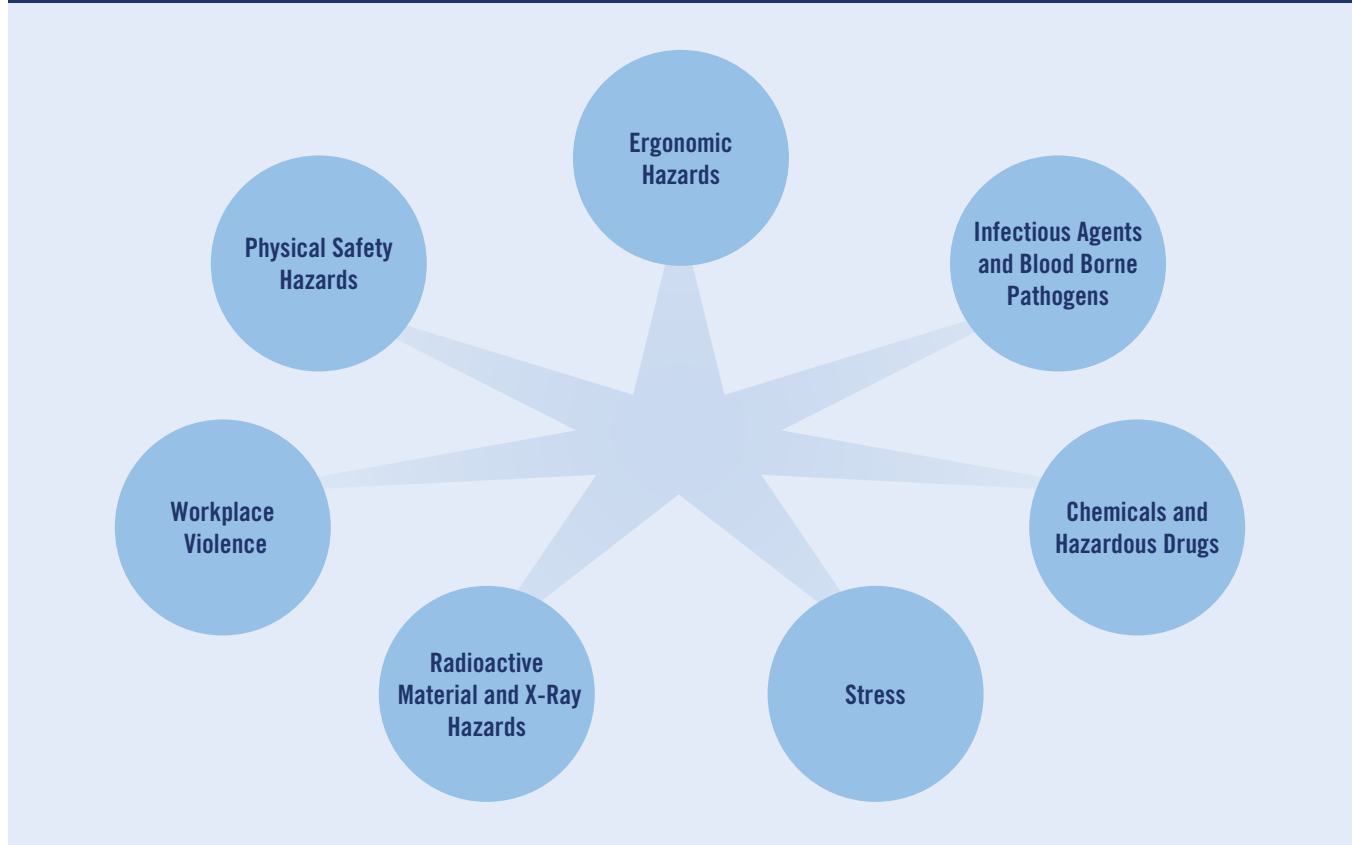 Ergonomic
Hazards
Physical Safety
Hazards
Infectious Agents
and Blood Borne
Pathogens
Workplace
Violence
Chemicals and
Hazardous Drugs
Radioactive
Material and X-Ray
Hazards
Stress